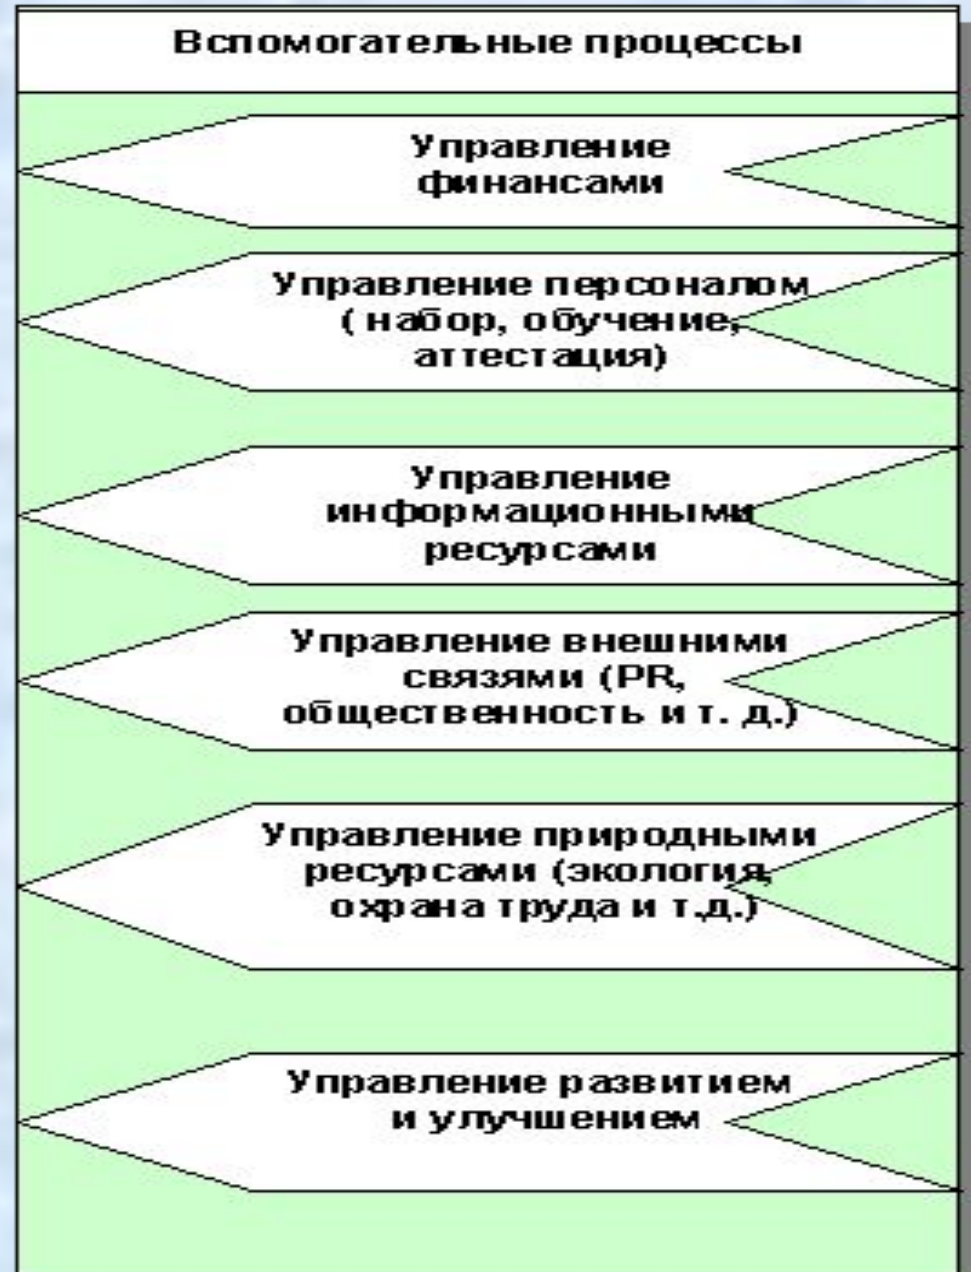 Вспомогательные процессы
Управление
финансами
Управление персоналом
( набор, обучение,
аттестация)
Управление
информационными
ресурсами
Управление внешними
связями (PR,
общественность и т. д.)
Управление природными
ресурсами (экология,
охрана труда и т.д.)
Управление развитием
и улучшением